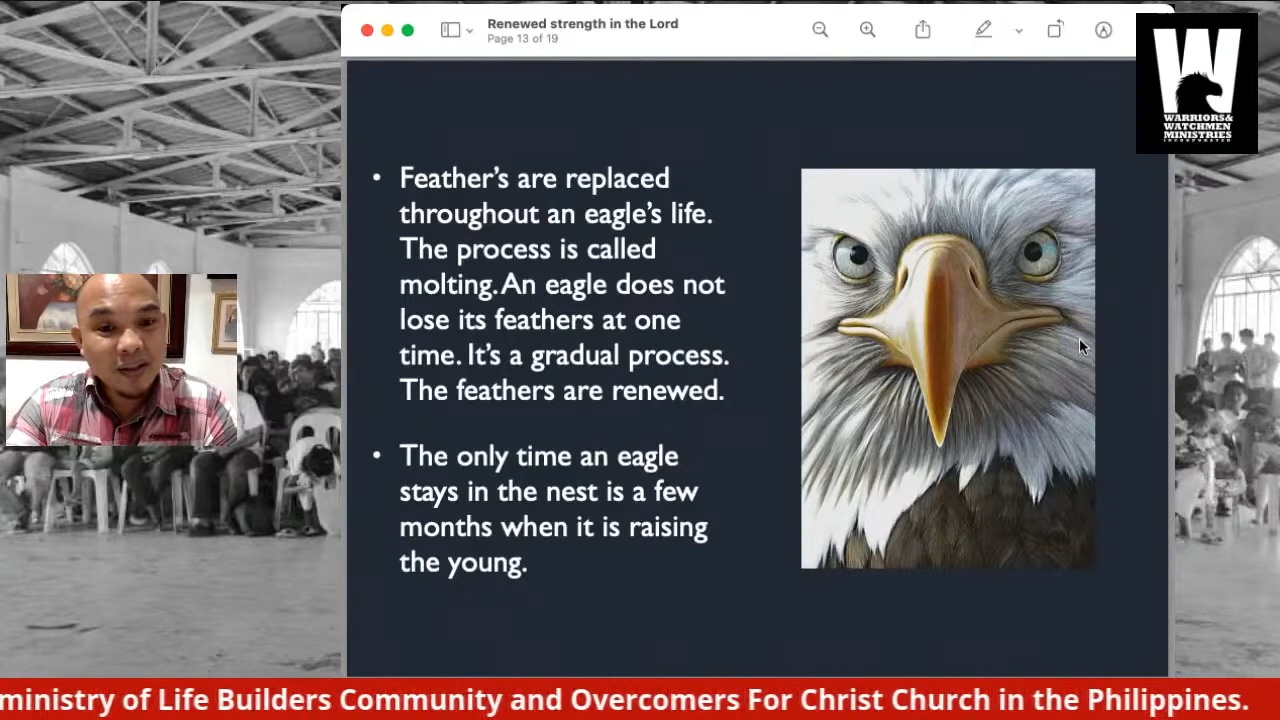 Renewed strength in the Lord
Page 13 of 19
W
WARRIORS&
WATCHMEN
MINISTRIES
INCORPORATED
• Feather’s are replaced
throughout an eagle’s life.
The process is called
molting. An eagle does not
lose its feathers at one
time. It’s a gradual process.
The feathers are renewed.
• The only time an eagle
stays in the nest is a few
months when it is raising
the young.
ministry of Life Builders Community and Overcomers For Christ Church in the Philippines.